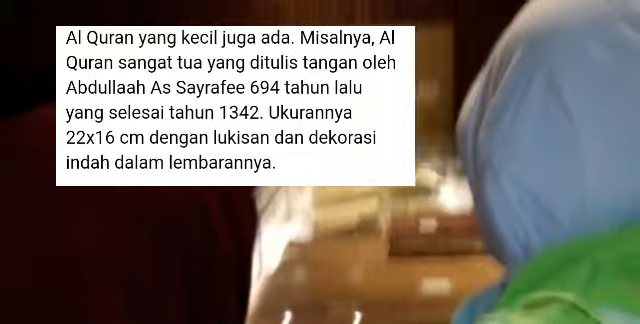 Al Quran yang kecil juga ada. Misalnya, Al
Quran sangat tua yang ditulis tangan oleh
Abdullaah As Sayrafee 694 tahun lalu
yang selesai tahun 1342. Ukurannya
22x16 cm dengan lukisan dan dekorasi
indah dalam lembarannya.